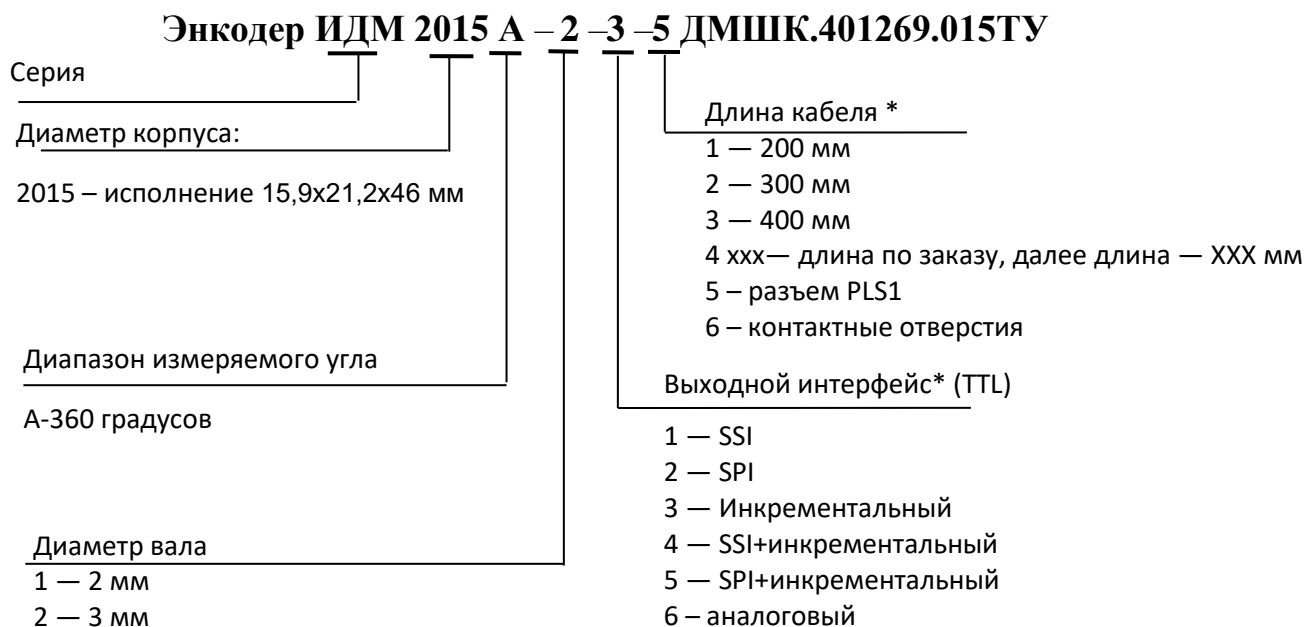 Энкодер ИДМ 2015 А – 2 –3 –5 ДМШК.401269.015ТУ
Серия
Диаметр корпуса:
2015 – исполнение 15,9х21,2х46 мм
Диапазон измеряемого угла
А-360 градусов
Диаметр вала
1 — 2 мм
2 — 3 мм
Длина кабеля *
1 — 200 мм
2 — 300 мм
3 — 400 мм
4 xxx— длина по заказу, далее длина — XXX мм
5 – разъем PLS1
6 – контактные отверстия
Выходной интерфейс* (TTL)
1 — SSI
2 — SPI
3 — Инкрементальный
4 — SSI+инкрементальный
5 — SPI+инкрементальный
6 – аналоговый